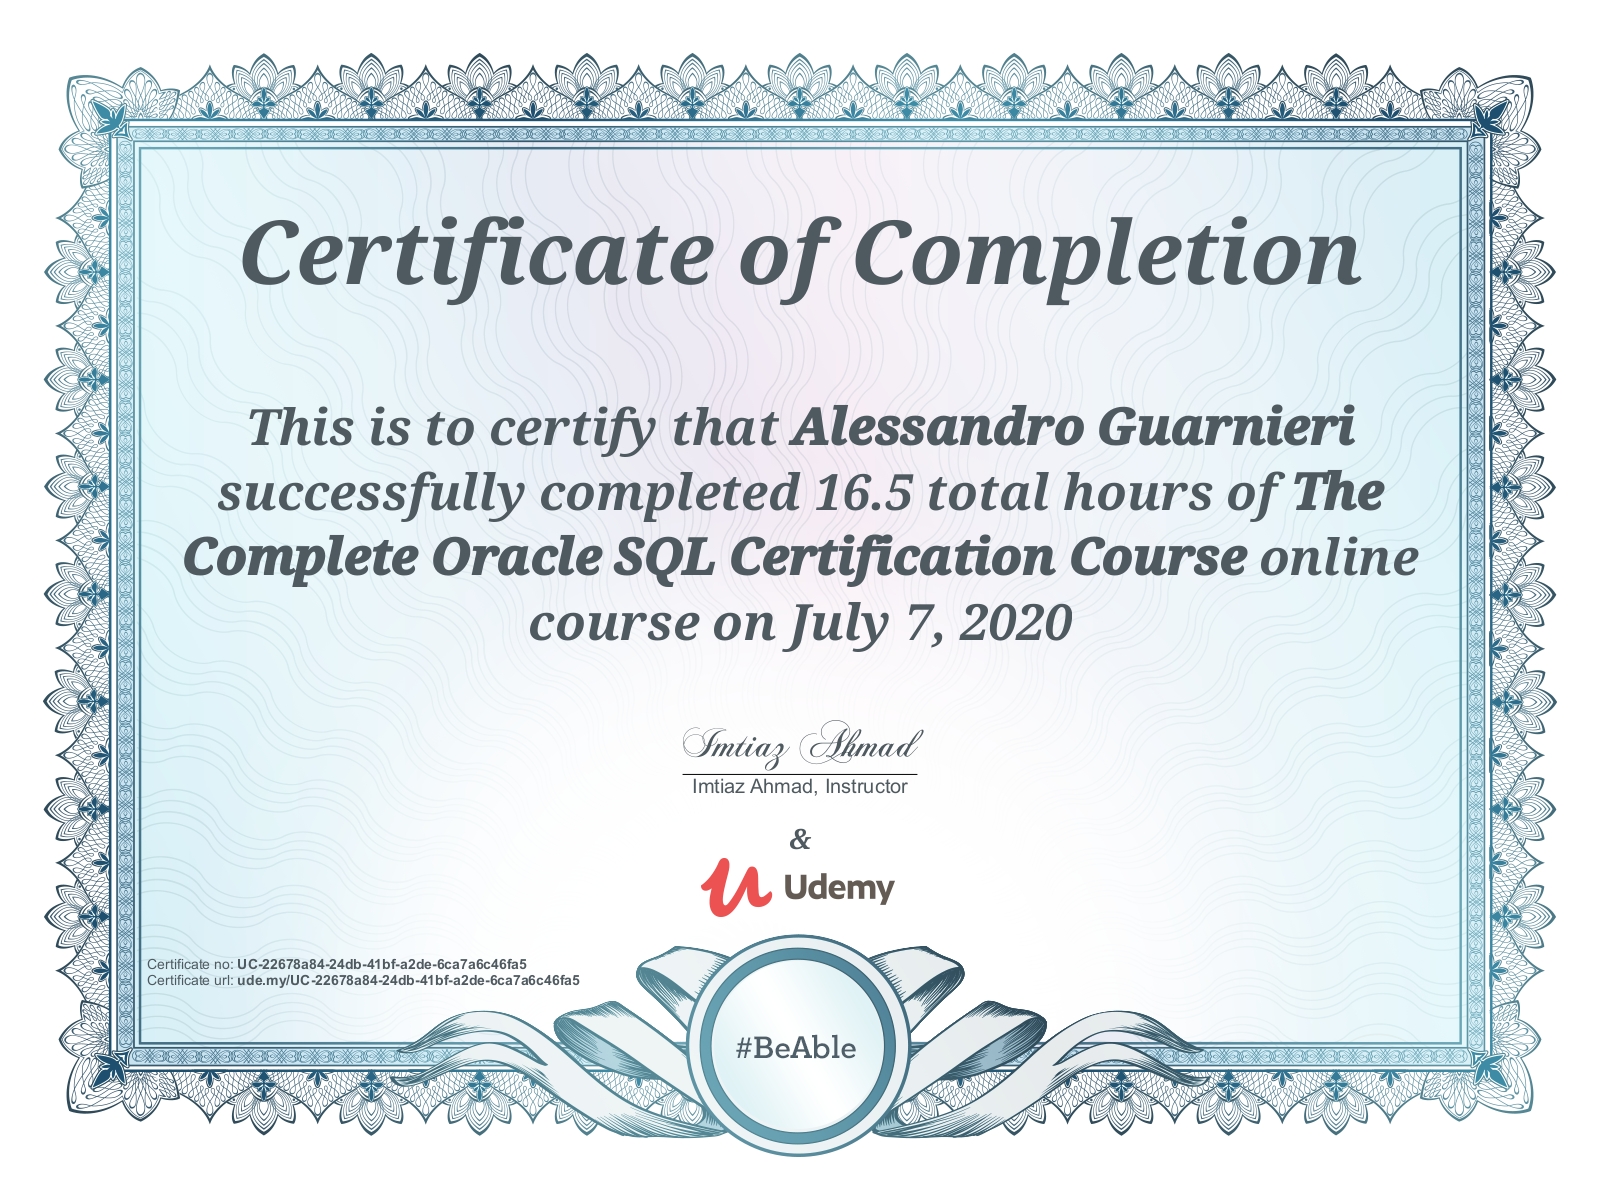 Certificate of Completion
This is to certify that Alessandro Guarnieri
successfully completed 16.5 total hours of The
Complete Oracle SQL Certification Course online
course on July 7, 2020
Imtiaz Ahmad
Imtiaz Ahmad, Instructor
&
Udemy
Certificate no: UC-22678a84-24db-41bf-a2de-6ca7a6c46fa5
Certificate url: ude.my/UC-22678a84-24db-41bf-a2de-6ca7a6c46fa5
#BeAble